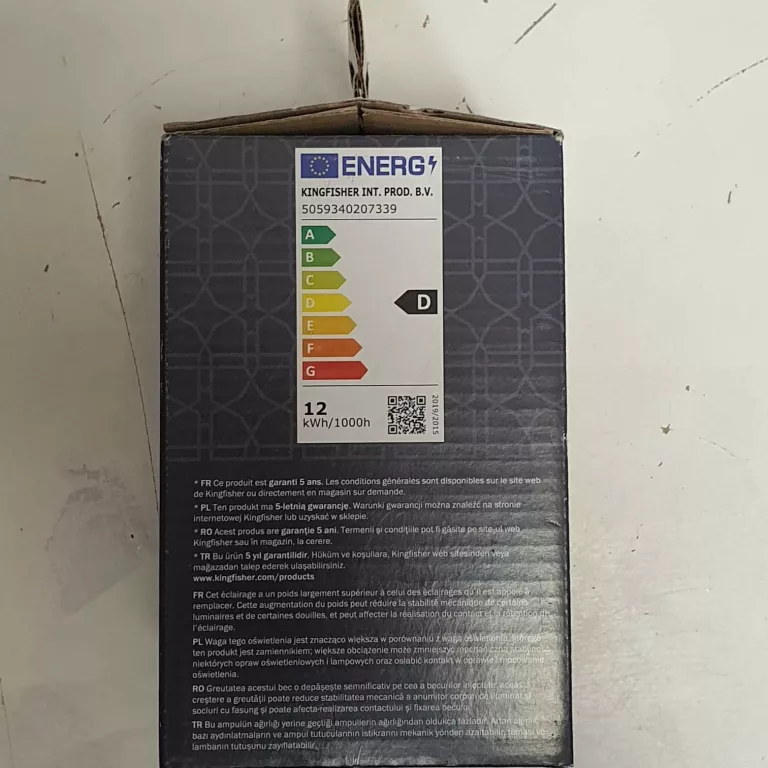 ENERG
KINGFISHER INT. PROD. B.V.
5059340207339
A
B
C
D
D
E
F
G
12
kWh/1000h
2019/2015
* FR Ce produit est garanti 5 ans. Les conditions générales sont disponibles sur le site web
de Kingfisher ou directement en magasin sur demande.
* PL Ten produkt ma 5-letnią gwarancję. Warunki gwarancji można znaleźć na stronie
internetowej Kingfisher lub uzyskać w sklepie.
* RO Acest produs are garanție 5 ani. Termenii și condițiile pot fi găsite pe site-ul web
Kingfisher sau în magazin, la cerere.
* TR Bu ürün 5 yıl garantilidir. Hüküm ve koşullara, Kingfisher web sitesinden veya
mağazadan talep ederek ulaşabilirsiniz.
www.kingfisher.com/products
FR Cet éclairage a un poids largement supérieur à celui des éclairages qu'il est appelé à
remplacer. Cette augmentation du poids peut réduire la stabilité mécanique de certains
luminaires et de certaines douilles, et peut affecter la réalisation du contact et la rétention de
l'éclairage.
PL Waga tego oświetlenia jest znacząco większa w porównaniu z wagą oświetlenia, którego
ten produkt jest zamiennikiem; większe obciążenie może zmniejszyć mechaniczną stabilność
niektórych opraw oświetleniowych i lampowych oraz osłabić kontakt w oprawie i mocowanie
oświetlenia.
RO Greutatea acestui bec o depășește semnificativ pe cea a becurilor înlocuite; această
creștere a greutății poate reduce stabilitatea mecanică a anumitor corpuri de iluminat și
socluri cu fasung și poate afecta realizarea contactului și fixarea becului.
TR Bu ampulün ağırlığı yerine geçtiği ampullerin ağırlığından oldukça fazladır. Artan ağırlık,
bazı aydınlatmaların ve ampul tutucularının istikrarını mekanik yönden azaltabilir, teması ve
lambanın tutuşunu zayıflatabilir.